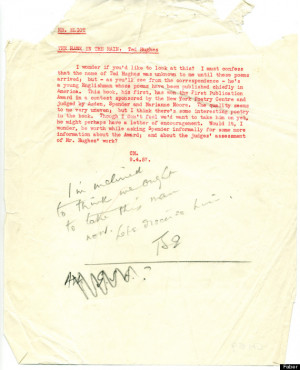 MR. ELIOT
THE HAWK IN THE RAIN: Ted Hughes
I wonder if you'd like to look at this? I must confess
that the name of Ted Hughes was unknown to me until these poems
arrived; but - as you'll see from the correspondence - he's
a young Englishman whose poems have been published chiefly in
America. This book, his first, has won the First Publication
Award in a contest sponsored by the New York Poetry Centre and
judged by Auden, Spender and Marianne Moore. The quality seems
to me very uneven; but I think there's some interesting poetry
in the book. Though I don't feel we'd want to take him on yet,
he might perhaps have a letter of encouragement. Would it, I
wonder, be worth while asking Spender informally for some more
information about the Award; and about the judges' assessment
of Mr. Hughes' work?
I'm inclined
to think we ought
to take this man
now. Let's discuss him.
TSE
Faber